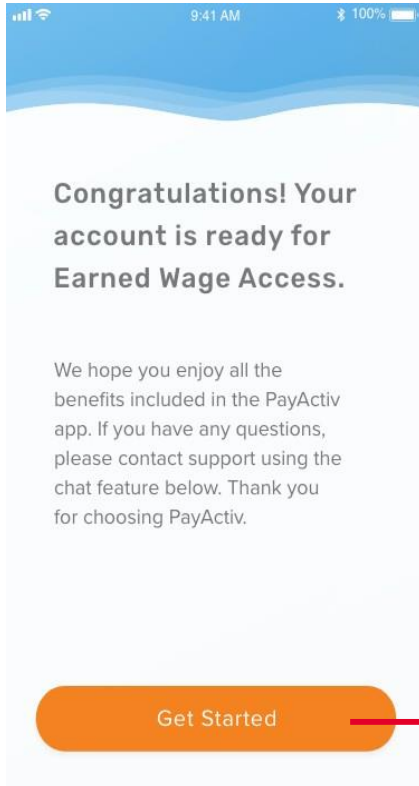 9:41 AM 100%
Congratulations! Your
account is ready for
Earned Wage Access.
We hope you enjoy all the
benefits included in the PayActiv
app. If you have any questions,
please contact support using the
chat feature below. Thank you
for choosing PayActiv.
Get Started